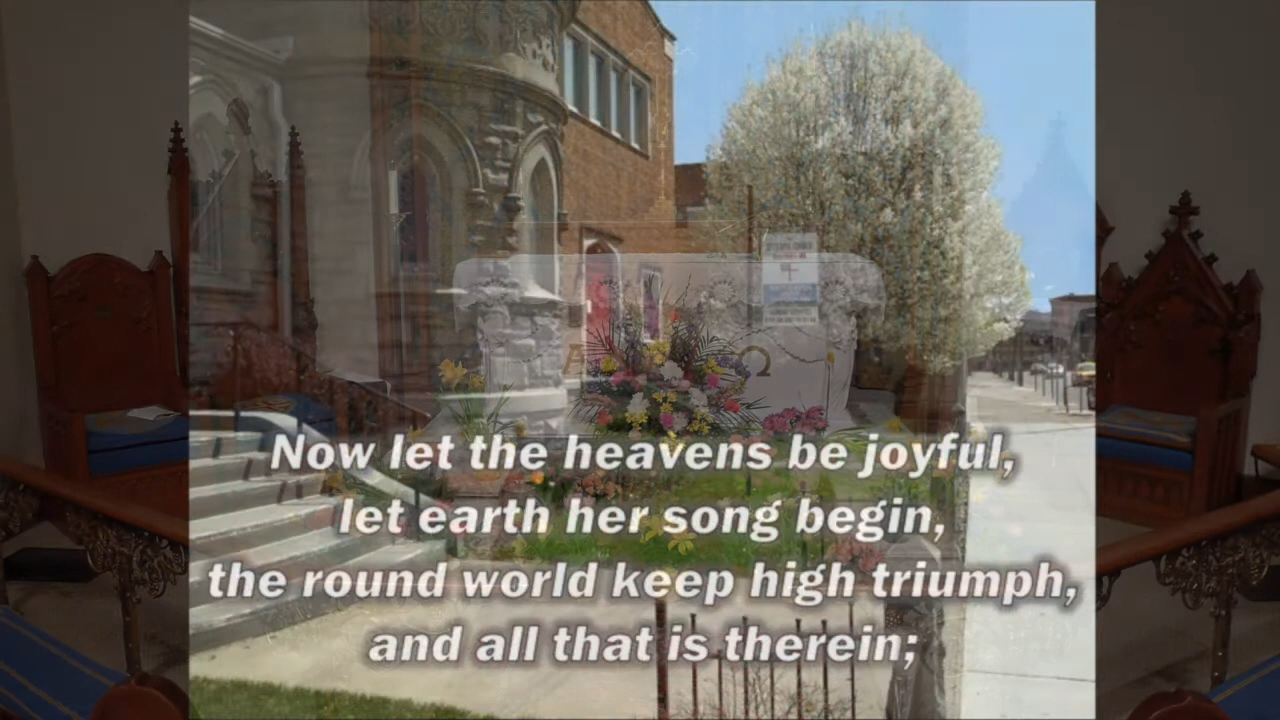 A Ω
Now let the heavens be joyful,
let earth her song begin,
the round world keep high triumph,
and all that is therein;